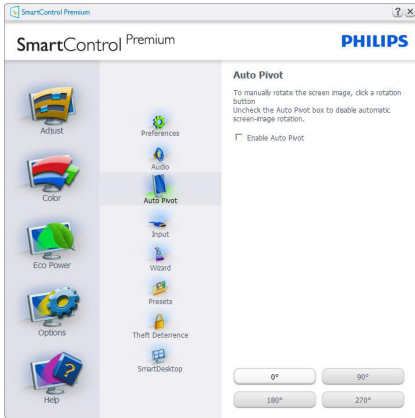 SmartControl Premium
SmartControl Premium
PHILIPS
Adjust
Color
Eco Power
Options
Help
Preferences
Audio
Auto Pivot
Input
Wizard
Presets
Theft Deterrence
SmartDesktop
Auto Pivot
To manually rotate the screen image, click a rotation
button
Uncheck the Auto Pivot box to disable automatic
screen-image rotation.
Enable Auto Pivot
0°
90°
180°
270°